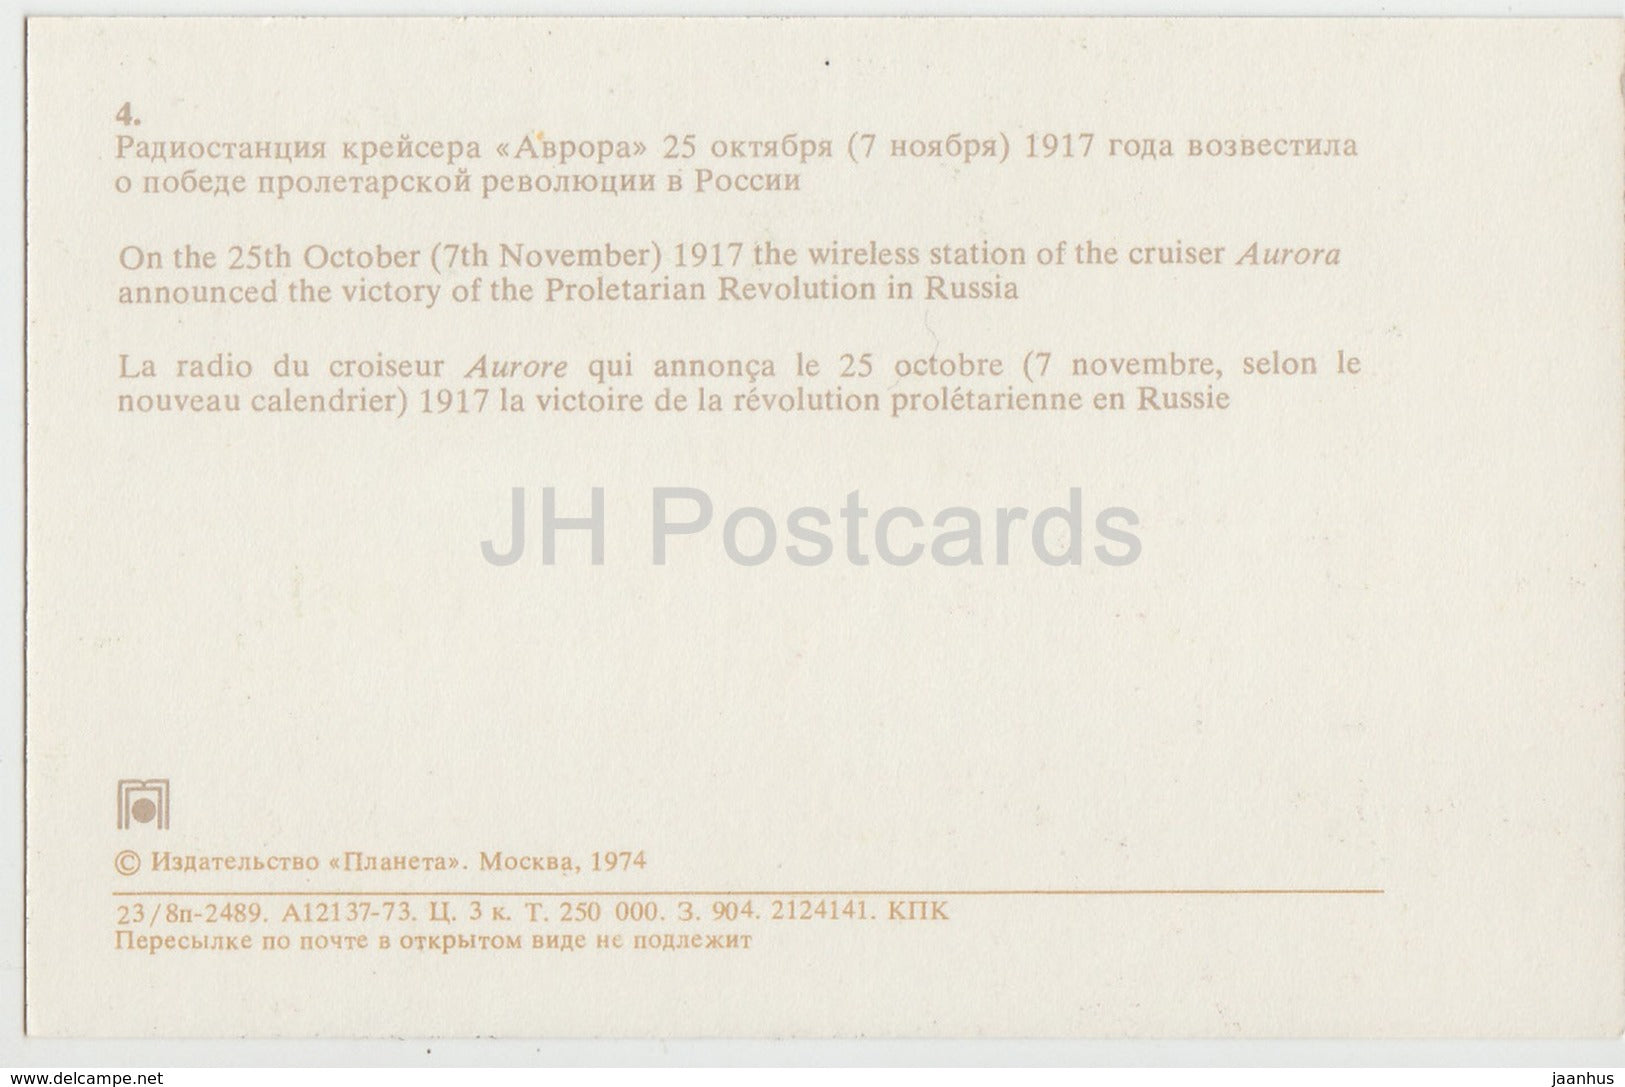 4.
Радиостанция крейсера «Аврора» 25 октября (7 ноября) 1917 года возвестила
о победе пролетарской революции в России
On the 25th October (7th November) 1917 the wireless station of the cruiser Aurora
announced the victory of the Proletarian Revolution in Russia
La radio du croiseur Aurore qui annonça le 25 octobre (7 novembre, selon le
nouveau calendrier) 1917 la victoire de la révolution prolétarienne en Russie
JH Postcards
© Издательство «Планета». Москва, 1974
23/8п-2489. А12137-73. Ц. 3 к. Т. 250 000. З. 904. 2124141. КПК
Пересылке по почте в открытом виде не подлежит
www.delcampe.net
jaanhus